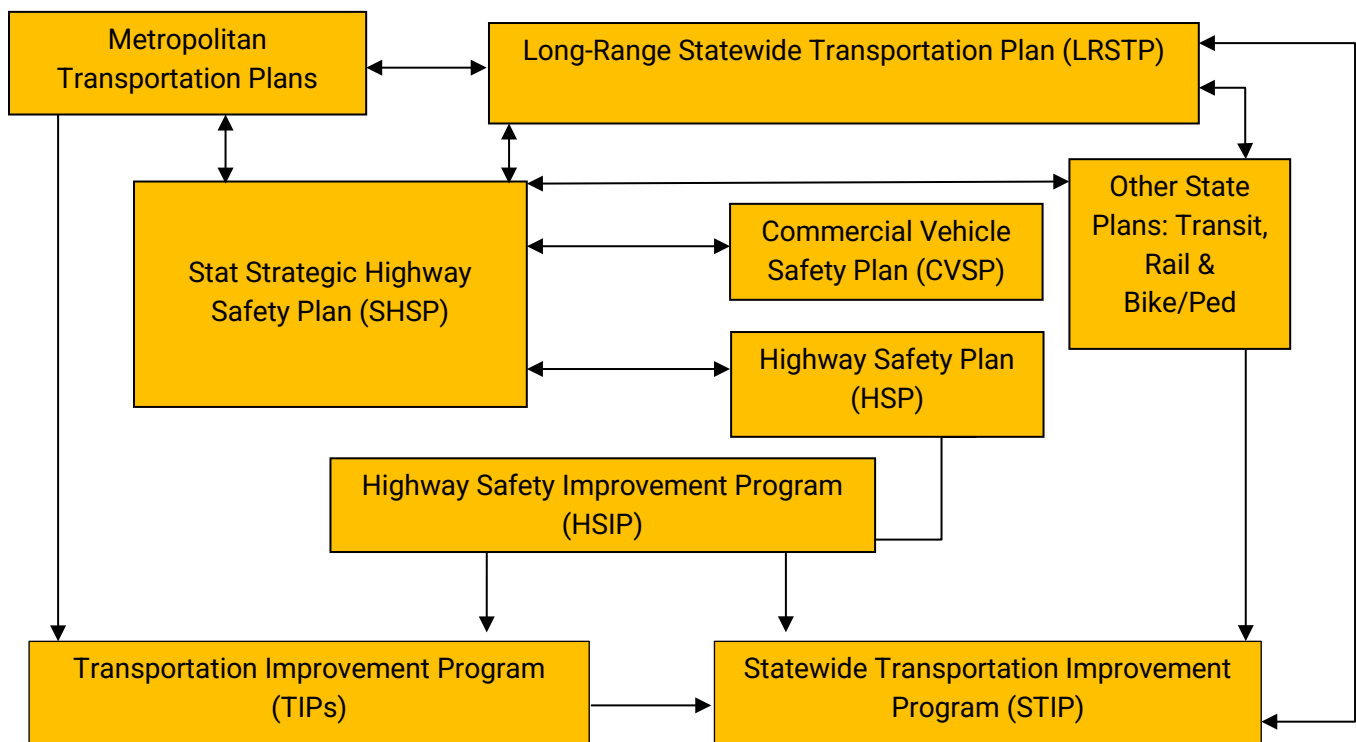 Metropolitan
Transportation Plans
Long-Range Statewide Transportation Plan (LRSTP)
Stat Strategic Highway
Safety Plan (SHSP)
Commercial Vehicle
Safety Plan (CVSP)
Other State
Plans: Transit,
Rail &
Bike/Ped
Highway Safety Plan
(HSP)
Highway Safety Improvement Program
(HSIP)
Transportation Improvement Program
(TIPs)
Statewide Transportation Improvement
Program (STIP)